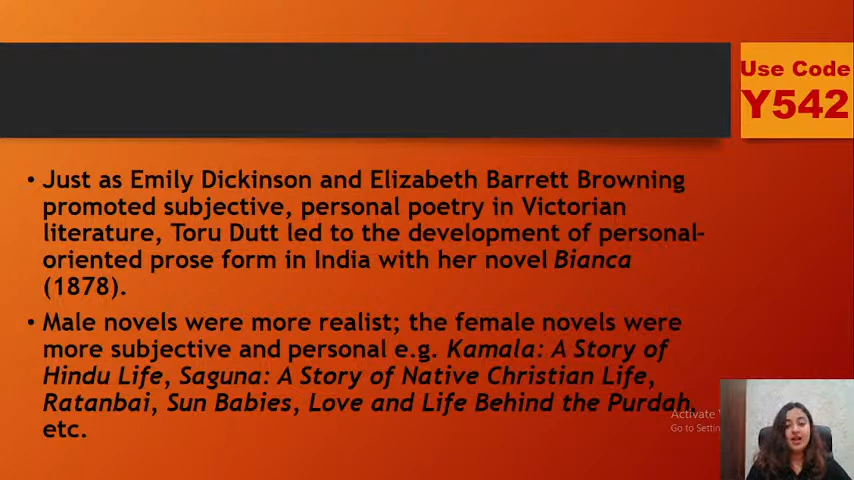 Use Code
Y542
• Just as Emily Dickinson and Elizabeth Barrett Browning
promoted subjective, personal poetry in Victorian
literature, Toru Dutt led to the development of personal-
oriented prose form in India with her novel Bianca
(1878).
• Male novels were more realist; the female novels were
more subjective and personal e.g. Kamala: A Story of
Hindu Life, Saguna: A Story of Native Christian Life,
Ratanbai, Sun Babies, Love and Life Behind the Purdah,
etc.
Activate
Go to